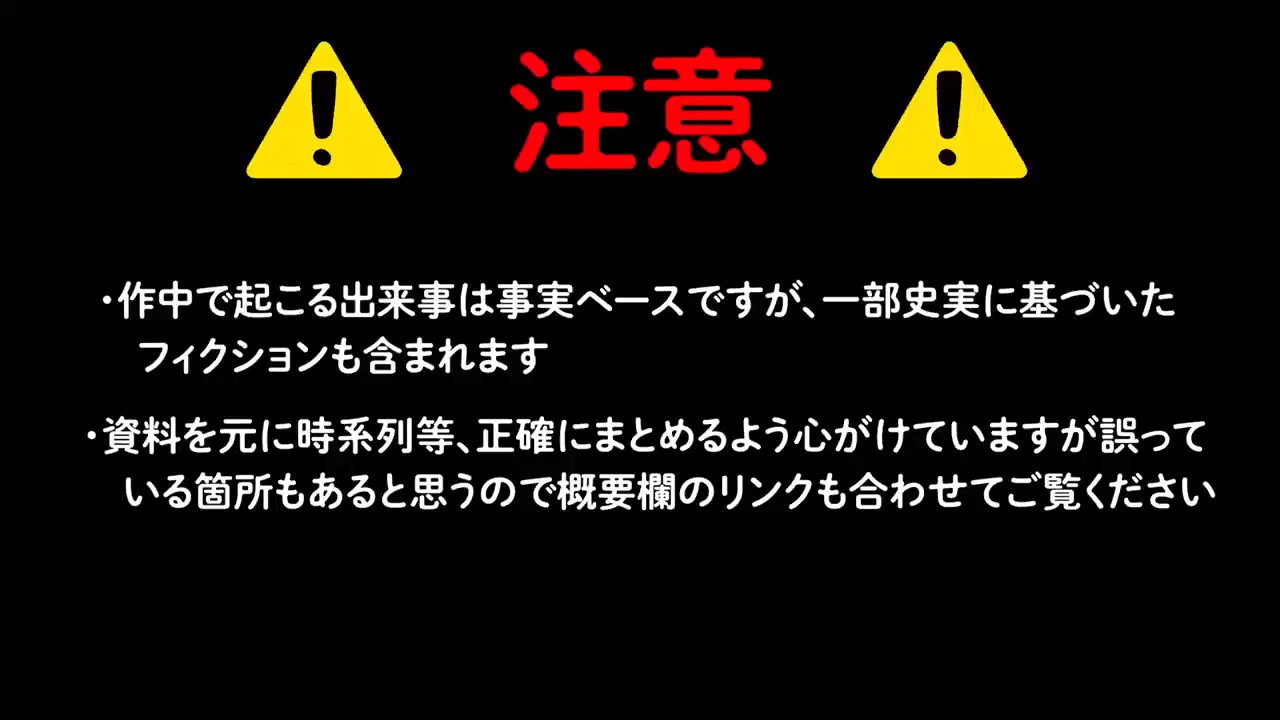 注意
・作中で起こる出来事は事実ベースですが、一部史実に基づいた
フィクションも含まれます
・資料を元に時系列等、正確にまとめるよう心がけていますが誤って
いる箇所もあると思うので概要欄のリンクも合わせてご覧ください